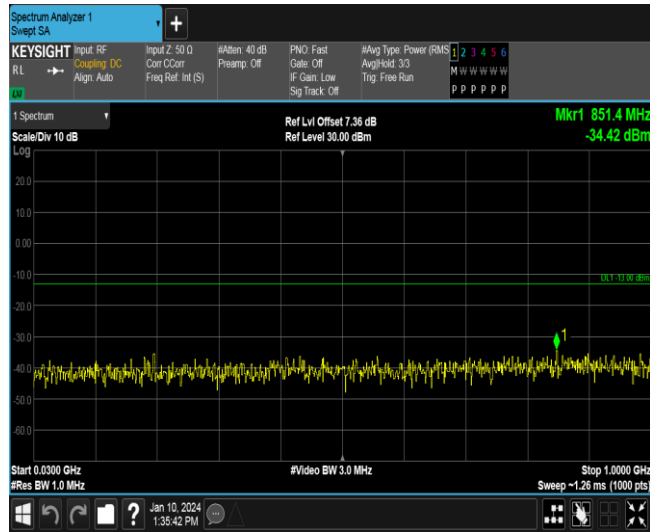 Spectrum Analyzer 1
Swept SA
+
KEYSIGHT
RL
LXI
Input: RF
Coupling: DC
Align: Auto
Input Z: 50 Ω
Corr CCorr
Freq Ref: Int (S)
#Atten: 40 dB
Preamp: Off
PNO: Fast
Gate: Off
IF Gain: Low
Sig Track: Off
#Avg Type: Power (RMS
Avg|Hold: 3/3
Trig: Free Run
1 2 3 4 5 6
M W W W W W
P P P P P P
1 Spectrum
Scale/Div 10 dB
Ref Lvl Offset 7.36 dB
Ref Level 30.00 dBm
Mkr1 851.4 MHz
-34.42 dBm
Log
20.0
10.0
0.00
-10.0
DL1 -13.00 dBm
-20.0
-30.0
1
-40.0
-50.0
-60.0
Start 0.0300 GHz
#Video BW 3.0 MHz
Stop 1.0000 GHz
#Res BW 1.0 MHz
Sweep ~1.26 ms (1000 pts)
?
Jan 10, 2024
1:35:42 PM